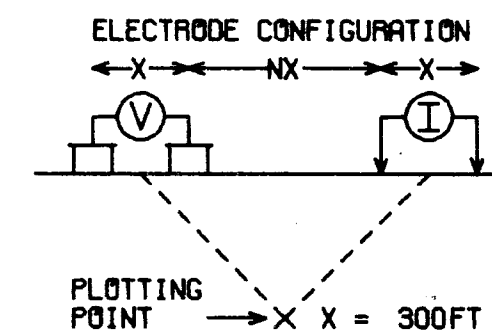 ELECTRODE CONFIGURATION
X NX X
V I
PLOTTING
POINT X X = 300FT